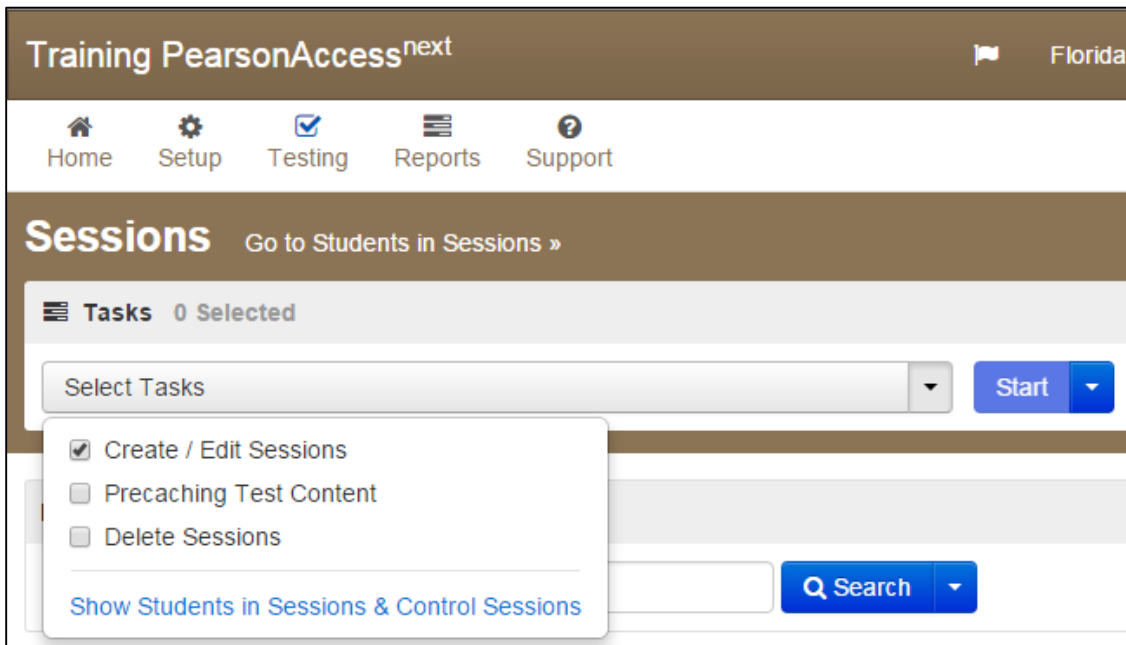 Training PearsonAccessnext
Florida
Home Setup Testing Reports Support
Sessions Go to Students in Sessions »
Tasks 0 Selected
Select Tasks Start
Create / Edit Sessions
Precaching Test Content
Delete Sessions
Search
Show Students in Sessions & Control Sessions